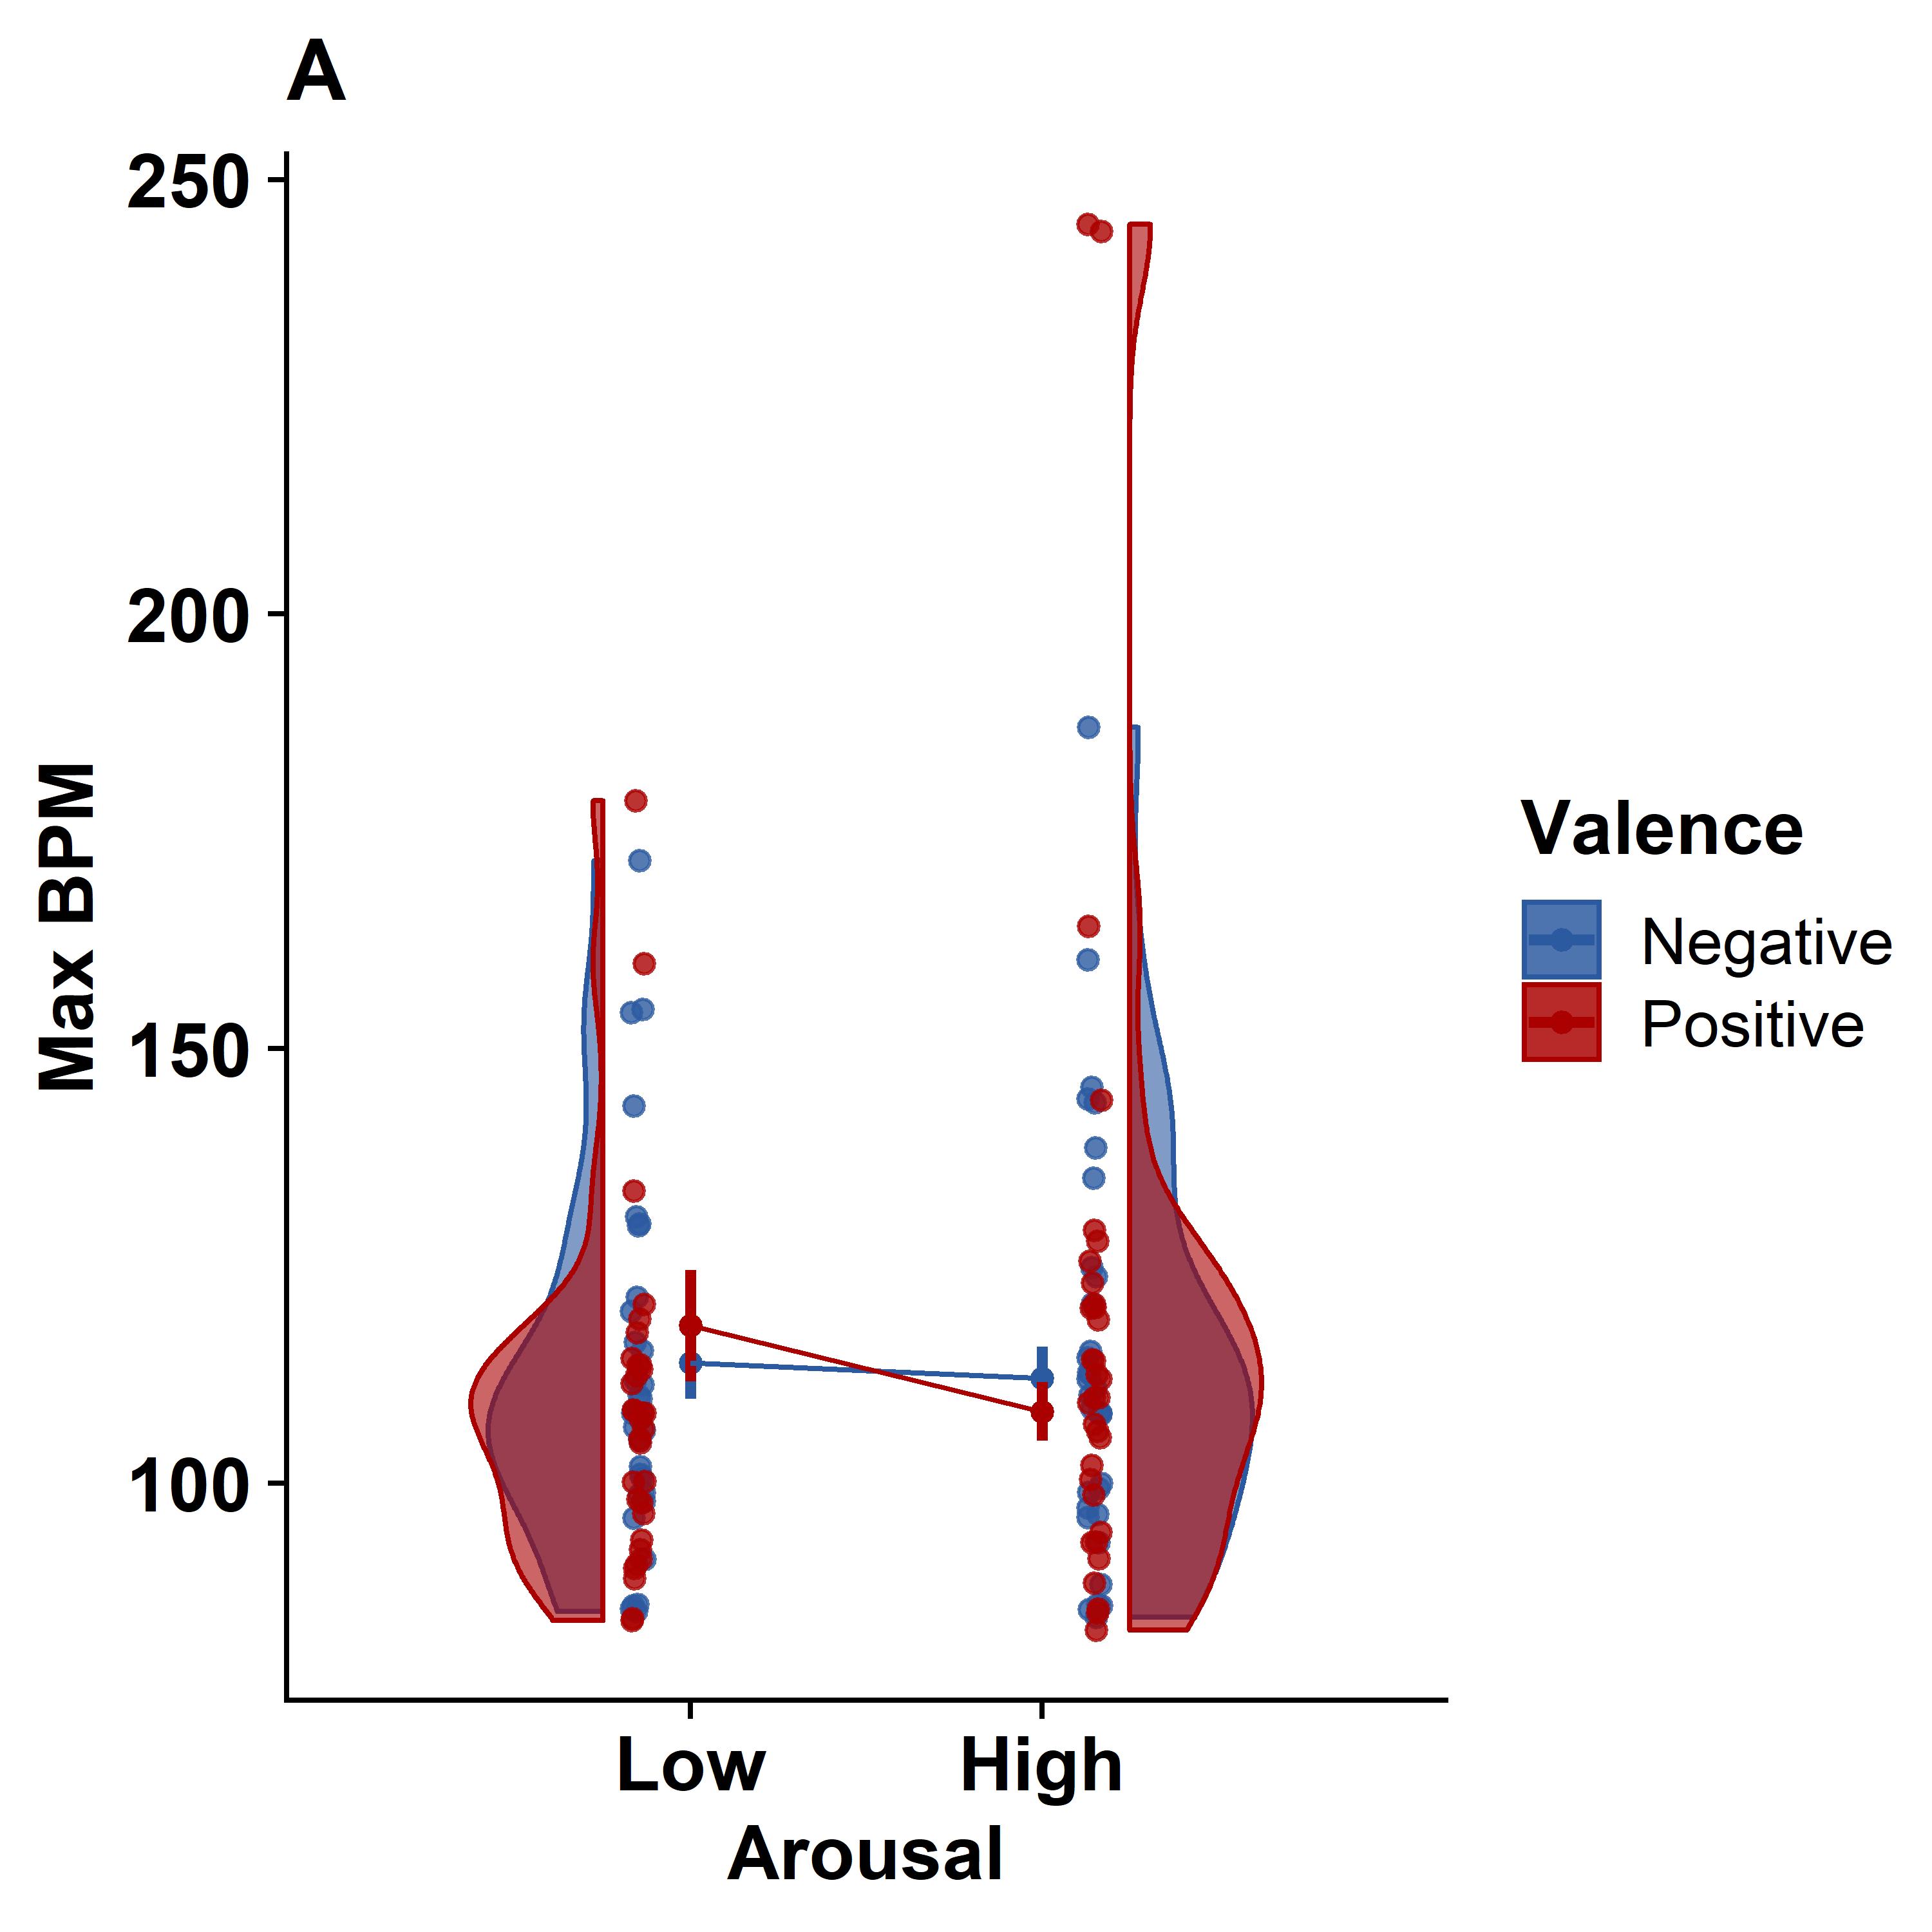 A
250
200
150
100
Max BPM
Low
High
Arousal
Valence
Negative
Positive